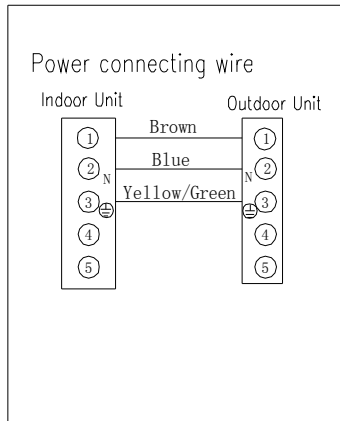 Power connecting wire
Indoor Unit Outdoor Unit
1 Brown 1
2 N Blue N 2
3 Yellow/Green 3
4 4
5 5